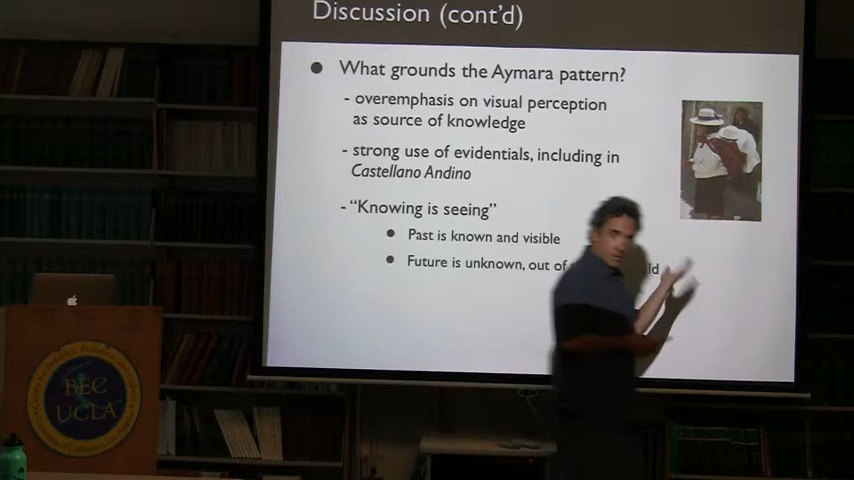 Discussion (cont'd)
● What grounds the Aymara pattern?
- overemphasis on visual perception
as source of knowledge
- strong use of evidentials, including in
Castellano Andino
- "Knowing is seeing"
● Past is known and visible
● Future is unknown, out of
BEC
UCLA